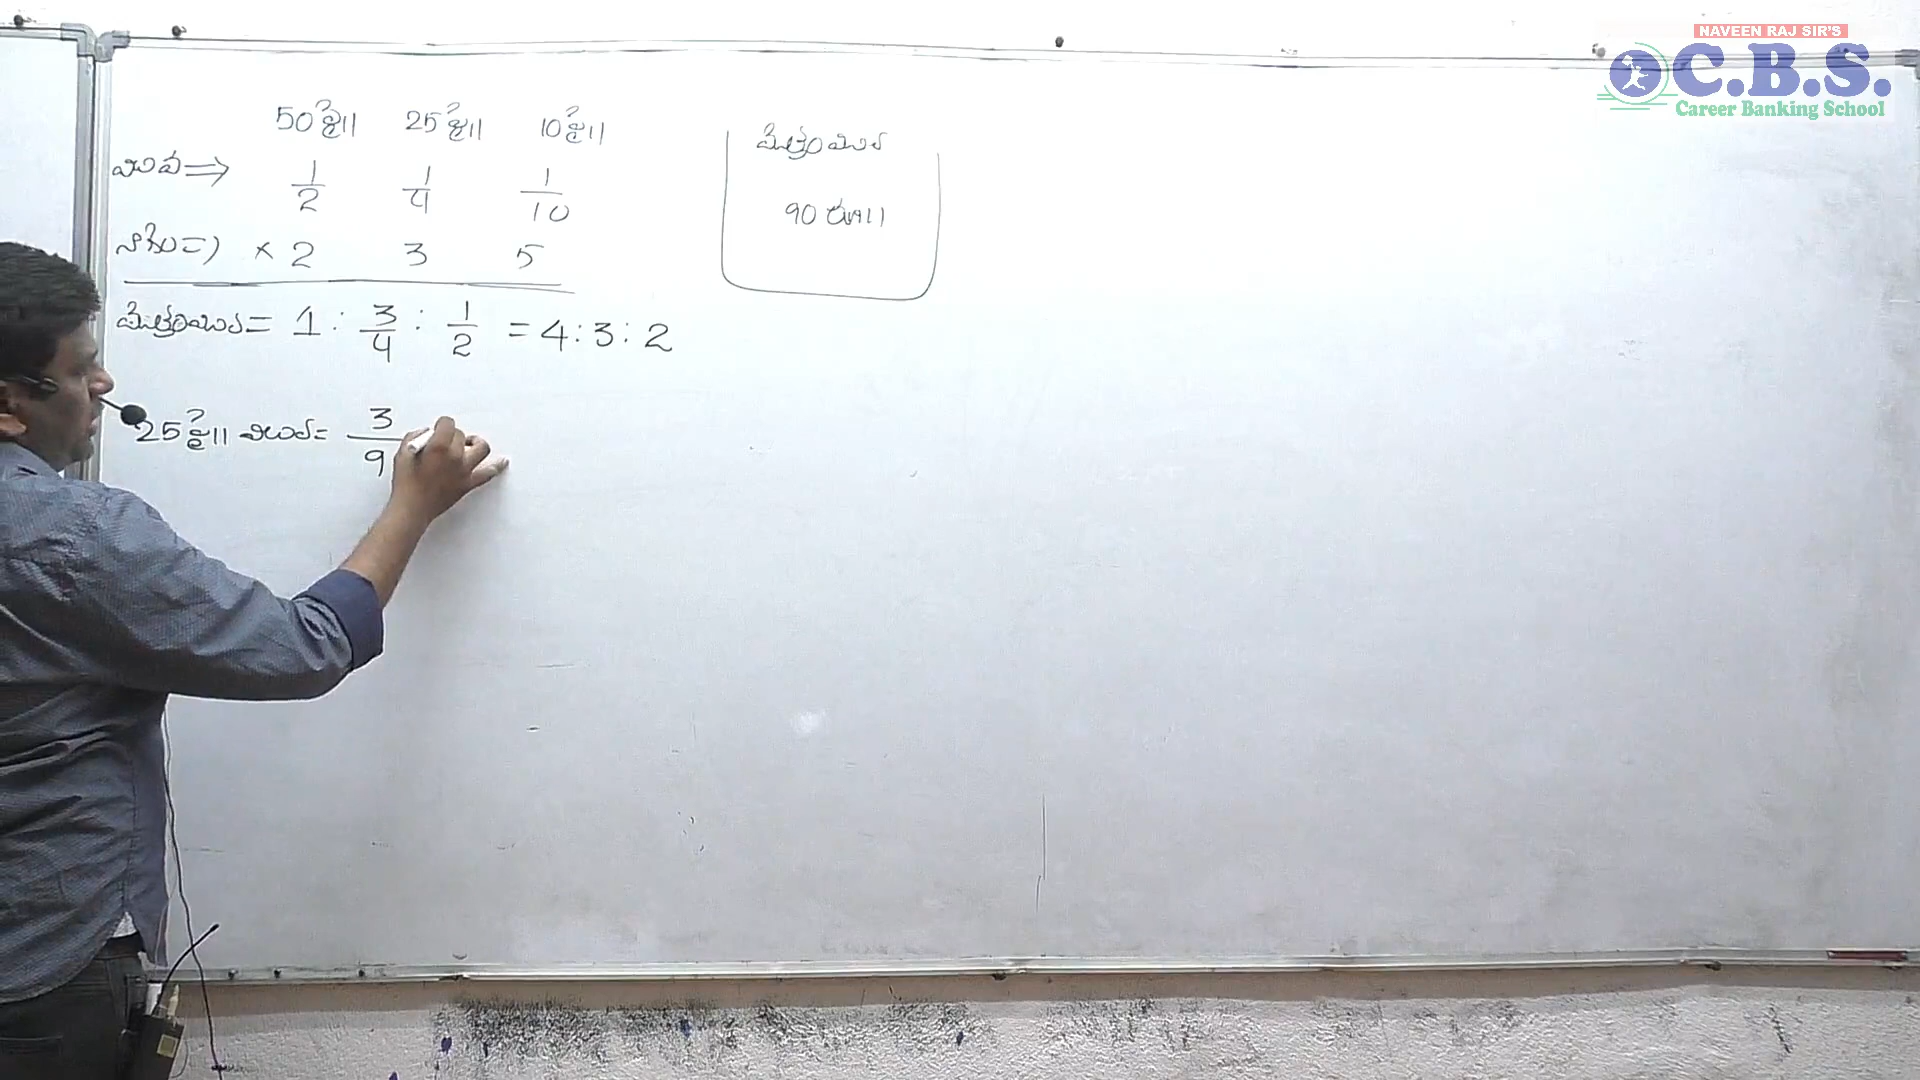 NAVEEN RAJ SIR'S
C.B.S.
Career Banking School
50 పై॥ 25 పై॥ 10 పై॥
విలువ ⇒ 1/2 1/4 1/10
× 2 3 5
మొత్తం విలువ = 1 : 3/4 : 1/2 = 4 : 3 : 2
మొత్తం విలువ
90 రూ॥
25 పై॥ విలువ = 3/9